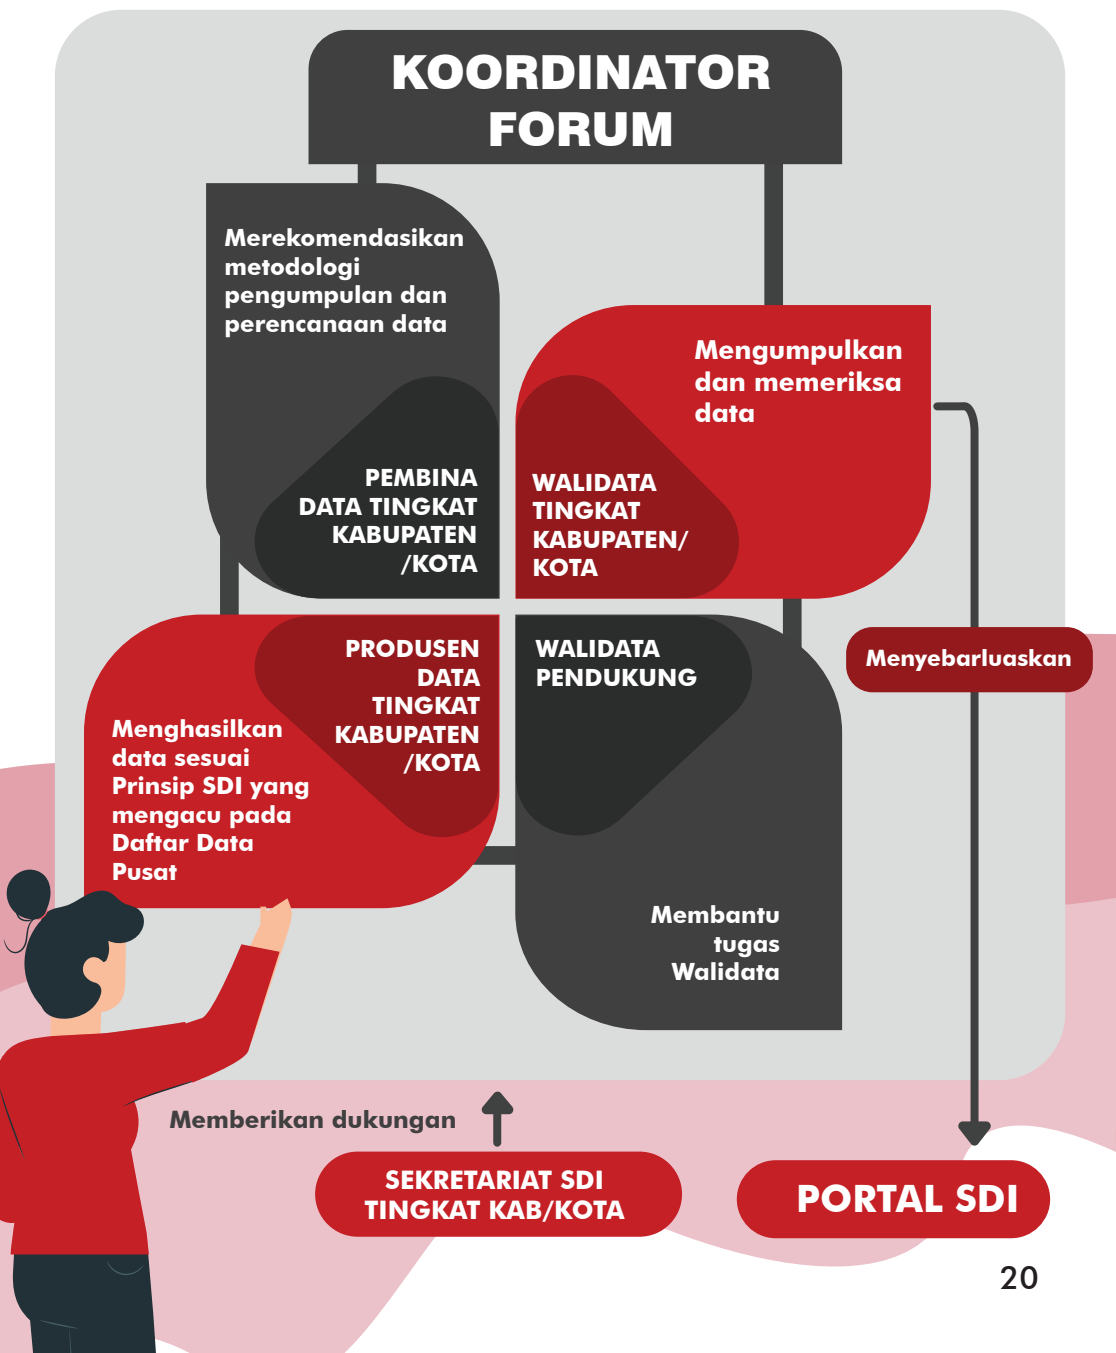 KOORDINATOR
FORUM
Merekomendasikan
metodologi
pengumpulan dan
perencanaan data
PEMBINA
DATA TINGKAT
KABUPATEN
/KOTA
Mengumpulkan
dan memeriksa
data
WALIDATA
TINGKAT
KABUPATEN/
KOTA
PRODUSEN
DATA
TINGKAT
KABUPATEN
/KOTA
Menghasilkan
data sesuai
Prinsip SDI yang
mengacu pada
Daftar Data
Pusat
WALIDATA
PENDUKUNG
Membantu
tugas
Walidata
Menyebarluaskan
Memberikan dukungan
SEKRETARIAT SDI
TINGKAT KAB/KOTA
PORTAL SDI
20